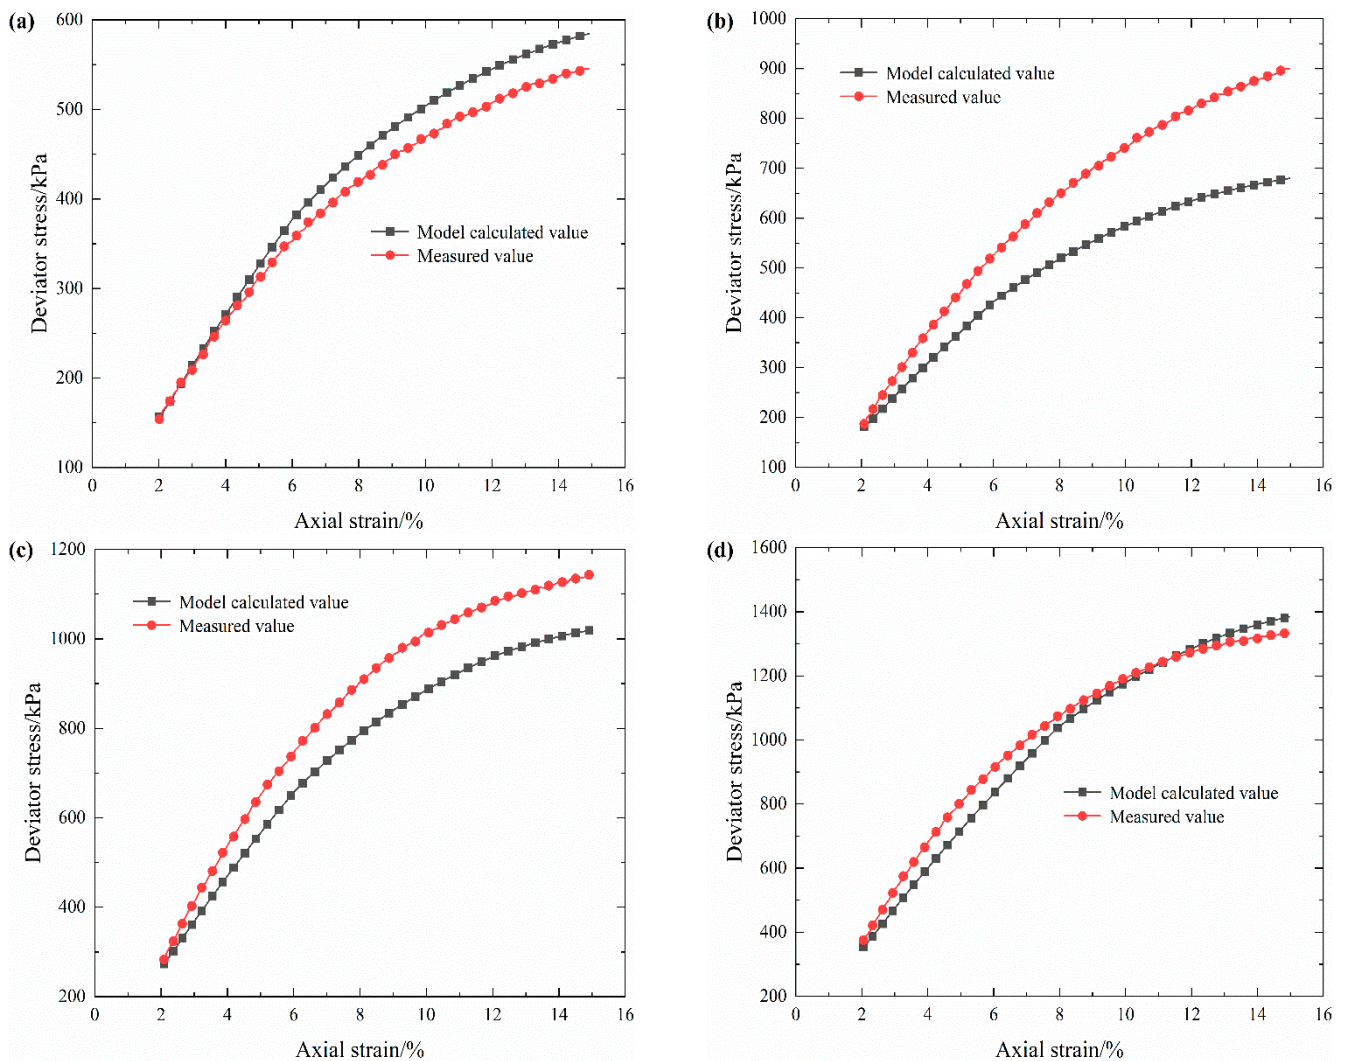 (a)
600
500
400
300
200
100
Deviator stress/kPa
Model calculated value
Measured value
0 2 4 6 8 10 12 14 16
Axial strain/%
(b)
1000
900
800
700
600
500
400
300
200
100
Deviator stress/kPa
Model calculated value
Measured value
0 2 4 6 8 10 12 14 16
Axial strain/%
(c)
1200
1000
800
600
400
200
Deviator stress/kPa
Model calculated value
Measured value
0 2 4 6 8 10 12 14 16
Axial strain/%
(d)
1600
1400
1200
1000
800
600
400
200
Deviator stress/kPa
Model calculated value
Measured value
0 2 4 6 8 10 12 14 16
Axial strain/%